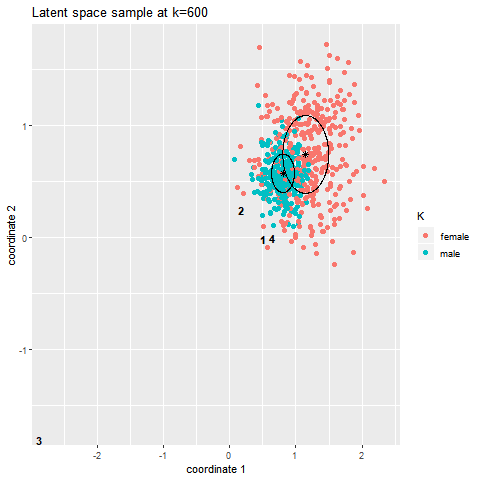 Latent space sample at k=600
1
2
0
1 4
-1
3
-2
-1
0
1
2
coordinate 1
coordinate 2
K
female
male